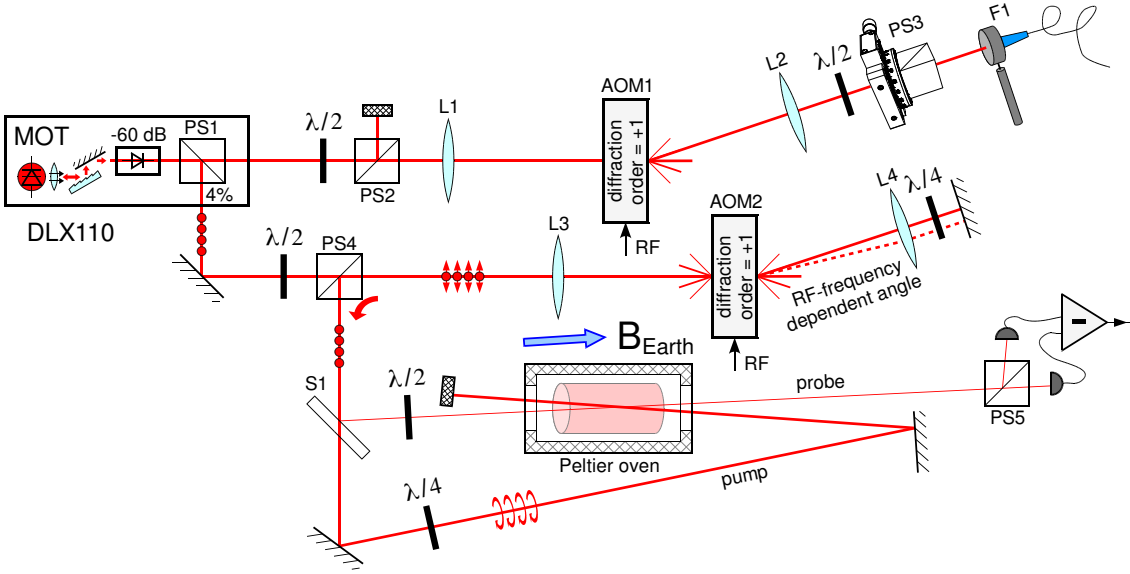 F1
PS3
λ/2
L2
AOM1
diffraction
order = +1
RF
L1
λ/2
PS2
MOT
-60 dB
PS1
4%
DLX110
λ/2
PS4
L3
AOM2
diffraction
order = +1
RF
L4
λ/4
RF-frequency
dependent angle
B Earth
S1
λ/2
Peltier oven
probe
PS5
-
pump
λ/4